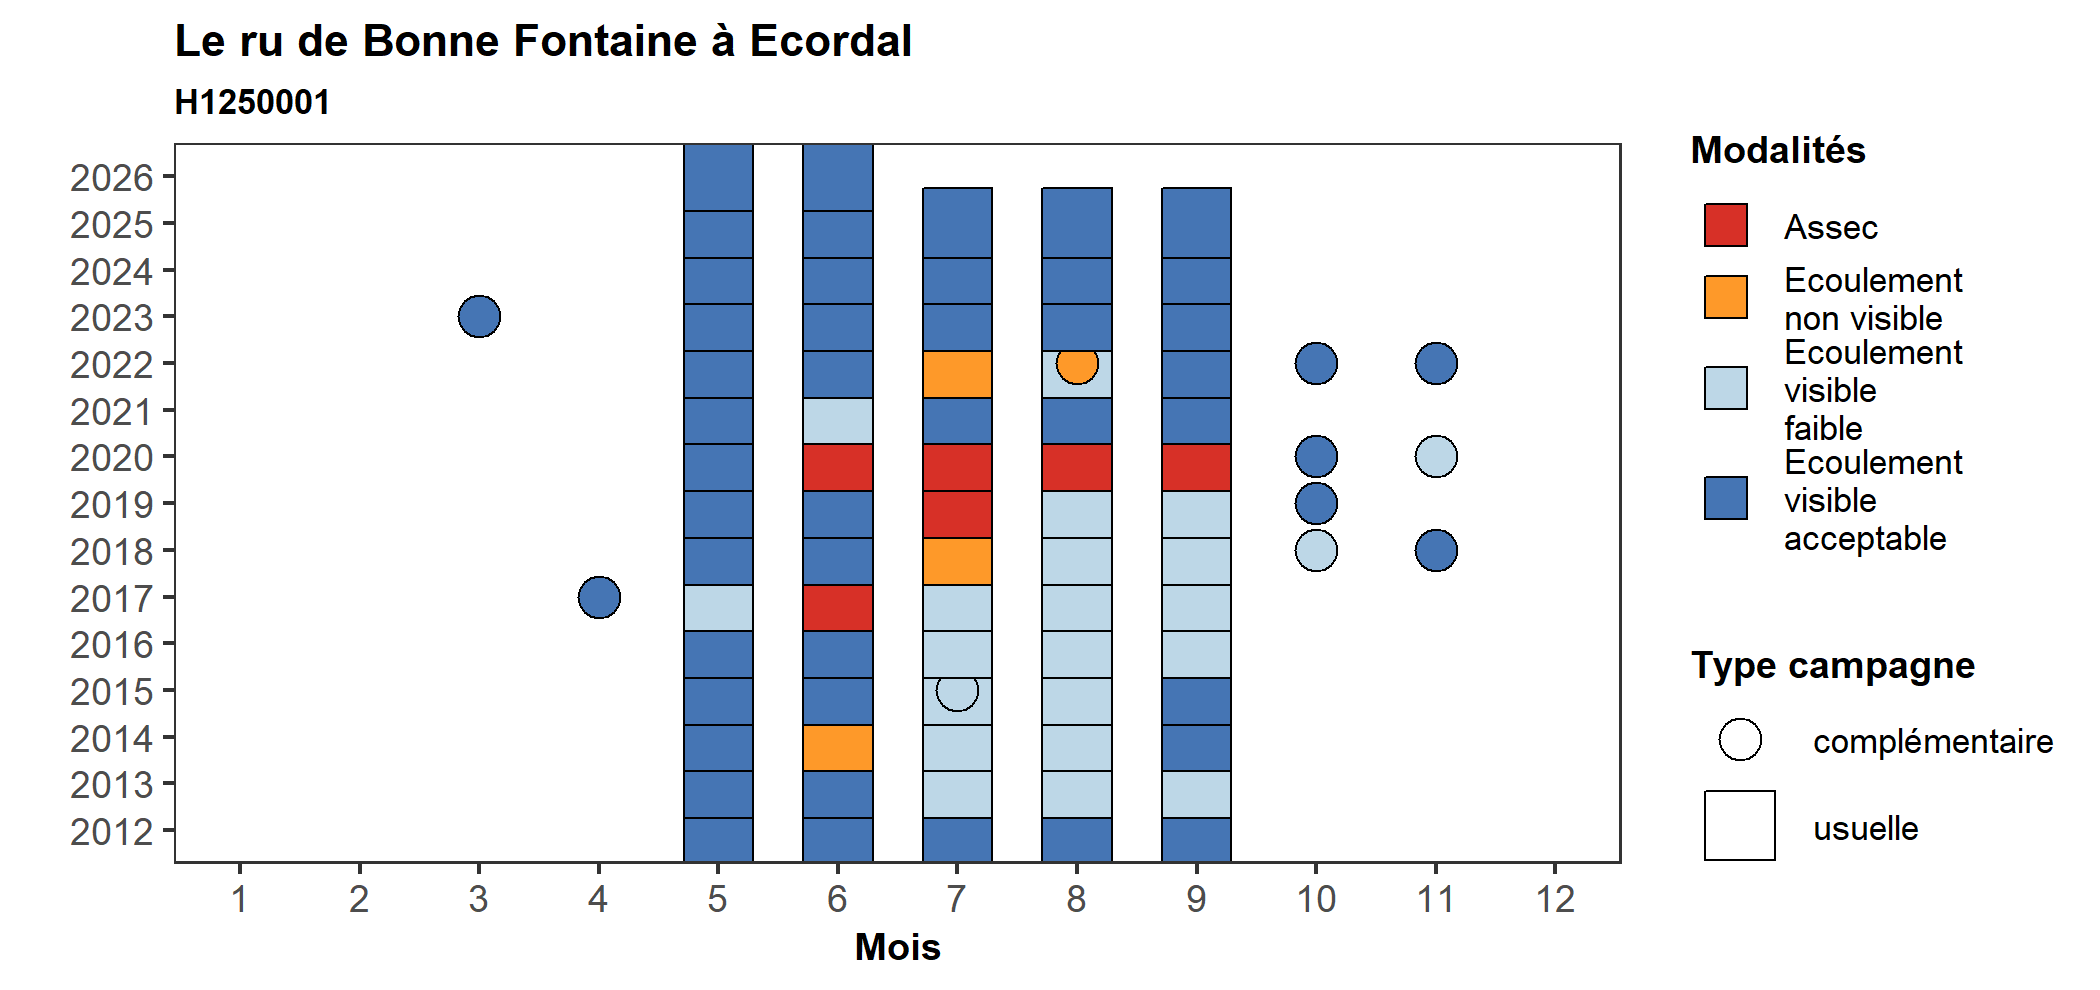 Le ru de Bonne Fontaine à Ecordal
H1250001
2026
2025
2024
2023
2022
2021
2020
2019
2018
2017
2016
2015
2014
2013
2012
1 2 3 4 5 6 7 8 9 10 11 12
Mois
Modalités
Assec
Ecoulement
non visible
Ecoulement
visible
faible
Ecoulement
visible
acceptable
Type campagne
complémentaire
usuelle